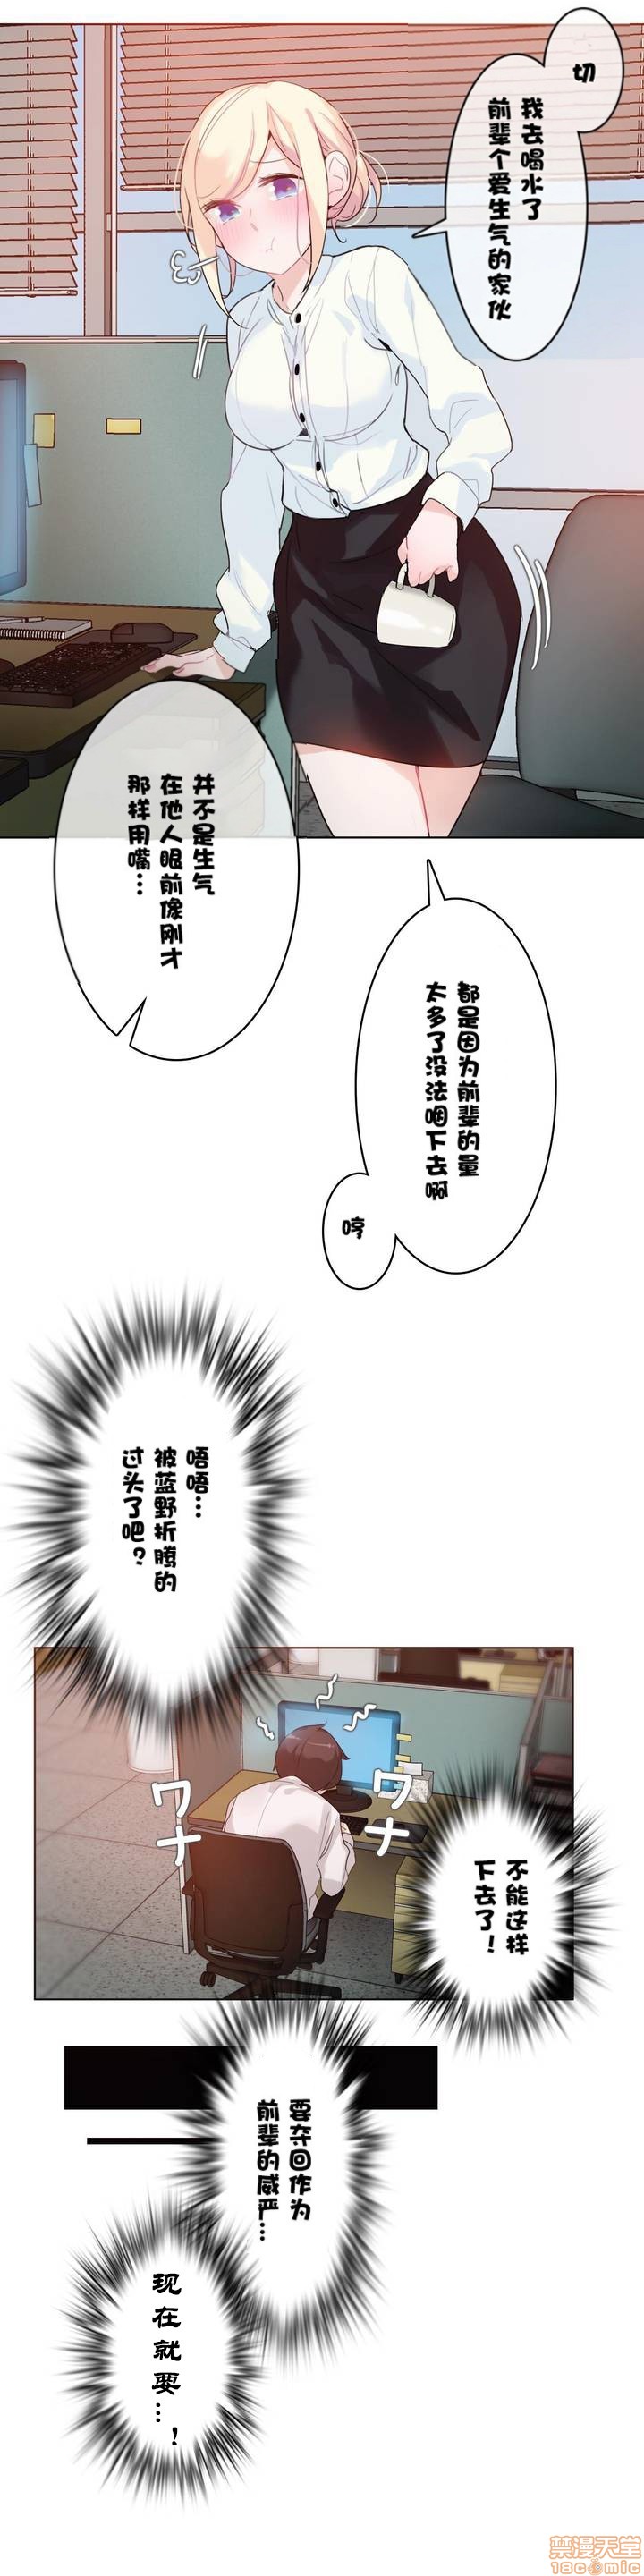 切
我去喝水了
前辈个爱生气的家伙
并不是生气
在他人眼前像刚才
那样用嘴…
都是因为前辈的量
太多了没法咽下去啊
哼
唔唔…
被蓝野折腾的
过头了吧?
ワナ
ワナ
不能这样
下去了!
要夺回作为
前辈的威严…
现在就要…!
禁漫天堂
18comic